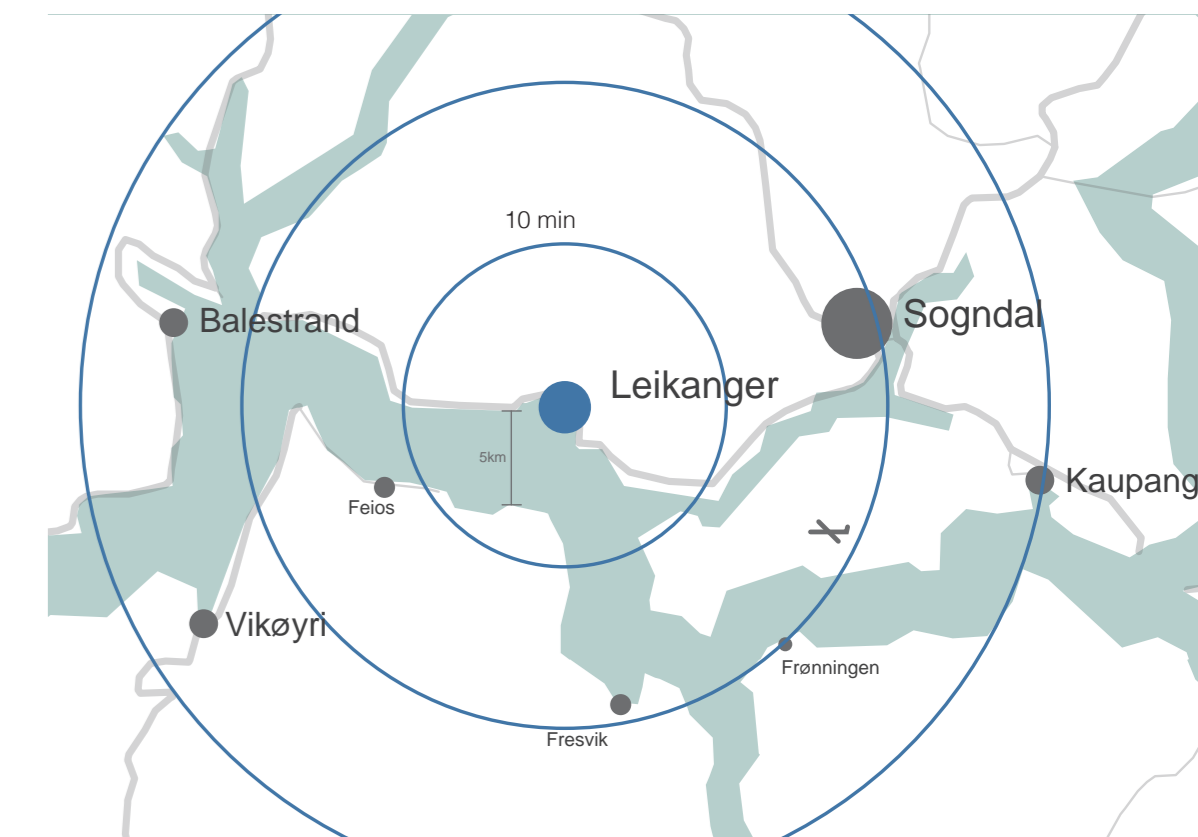 10 min
Sogndal
Balestrand
Leikanger
5km
Kaupang
Feios
Vikøyri
Frønningen
Fresvik